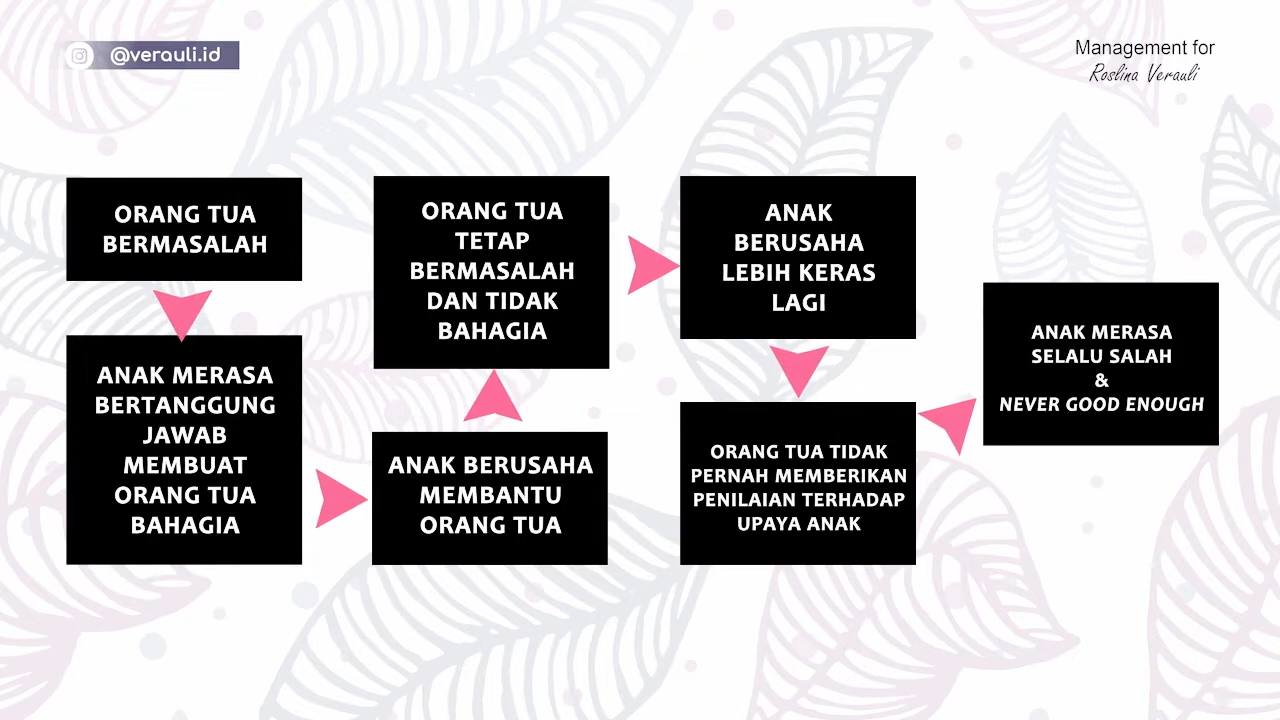 @verauli.id
Management for
Roslina Verauli
ORANG TUA
BERMASALAH
ANAK MERASA
BERTANGGUNG
JAWAB
MEMBUAT
ORANG TUA
BAHAGIA
ANAK BERUSAHA
MEMBANTU
ORANG TUA
ORANG TUA
TETAP
BERMASALAH
DAN TIDAK
BAHAGIA
ANAK
BERUSAHA
LEBIH KERAS
LAGI
ORANG TUA TIDAK
PERNAH MEMBERIKAN
PENILAIAN TERHADAP
UPAYA ANAK
ANAK MERASA
SELALU SALAH
&
NEVER GOOD ENOUGH